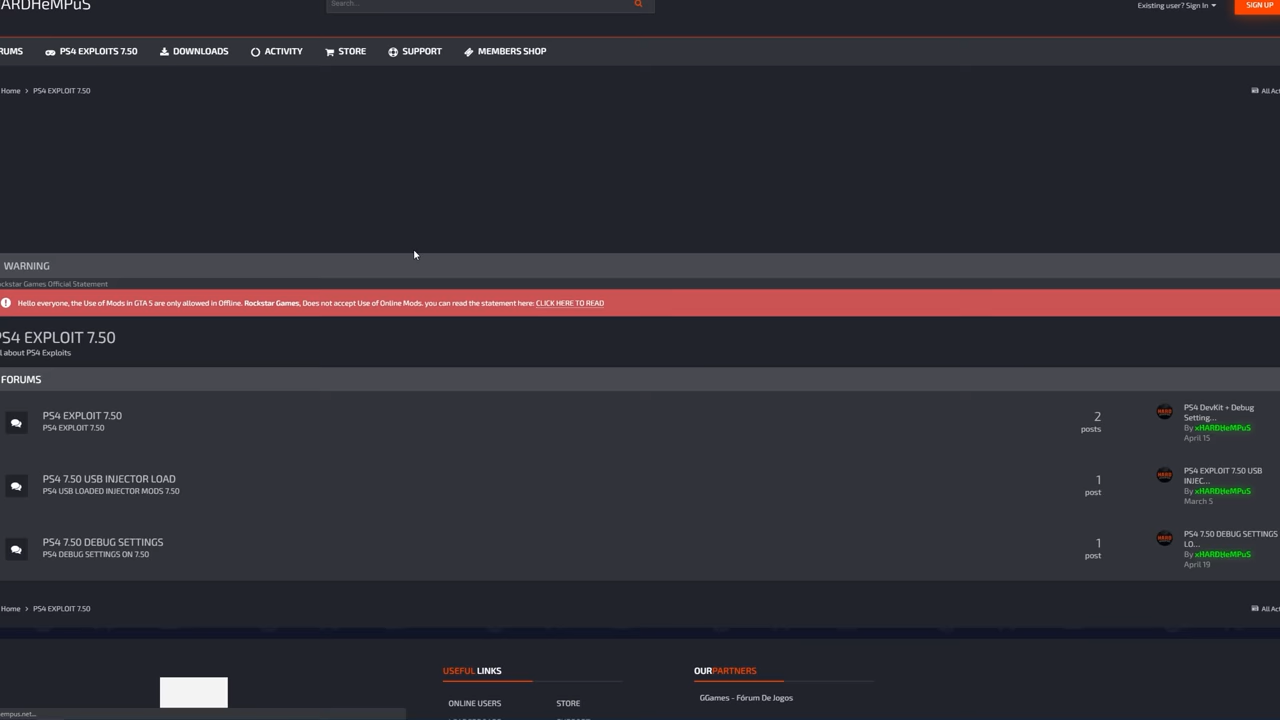 ARDHeMPuS
Search...
Existing user? Sign In
SIGN UP
RUMS
PS4 EXPLOITS 7.50
DOWNLOADS
ACTIVITY
STORE
SUPPORT
MEMBERS SHOP
Home > PS4 EXPLOIT 7.50
All Act
WARNING
ockstar Games Official Statement
Hello everyone, the Use of Mods in GTA 5 are only allowed in Offline. Rockstar Games, Does not accept Use of Online Mods. you can read the statement here: CLICK HERE TO READ
PS4 EXPLOIT 7.50
l about PS4 Exploits
FORUMS
PS4 EXPLOIT 7.50
PS4 EXPLOIT 7.50
2
posts
PS4 DevKit + Debug
Setting...
By xHARDHeMPuS
April 15
PS4 7.50 USB INJECTOR LOAD
PS4 USB LOADED INJECTOR MODS 7.50
1
post
PS4 EXPLOIT 7.50 USB
INJEC...
By xHARDHeMPuS
March 5
PS4 7.50 DEBUG SETTINGS
PS4 DEBUG SETTINGS ON 7.50
1
post
PS4 7.50 DEBUG SETTINGS
LO...
By xHARDHeMPuS
April 19
Home > PS4 EXPLOIT 7.50
All Act
USEFUL LINKS
OURPARTNERS
ONLINE USERS
STORE
GGames - Fórum De Jogos
empus.net...